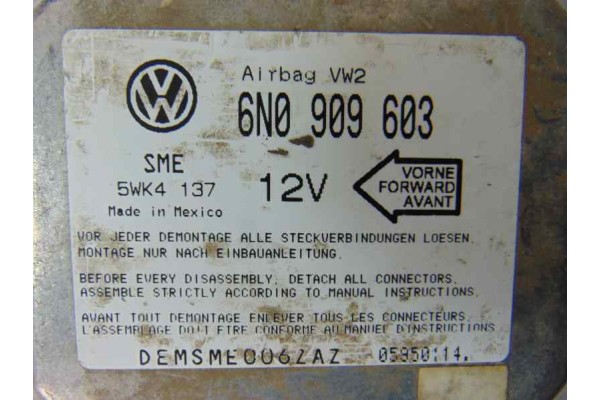 Airbag VW2
6N0 909 603
SME
5WK4 137
12V
VORNE
FORWARD
AVANT
Made in Mexico
VOR JEDER DEMONTAGE ALLE STECKVERBINDUNGEN LOESEN.
MONTAGE NUR NACH EINBAUANLEITUNG.
BEFORE EVERY DISASSEMBLY, DETACH ALL CONNECTORS.
ASSEMBLE STRICTLY ACCORDING TO MANUAL INSTRUCTIONS.
AVANT TOUT DEMONTAGE ENLEVER TOUS LES CONNECTEURS.
L'ASSEMBLAGE DOIT ETRE CONFORME AU MANUEL D'INSTRUCTIONS
DEMSME0062AZ 05950114.